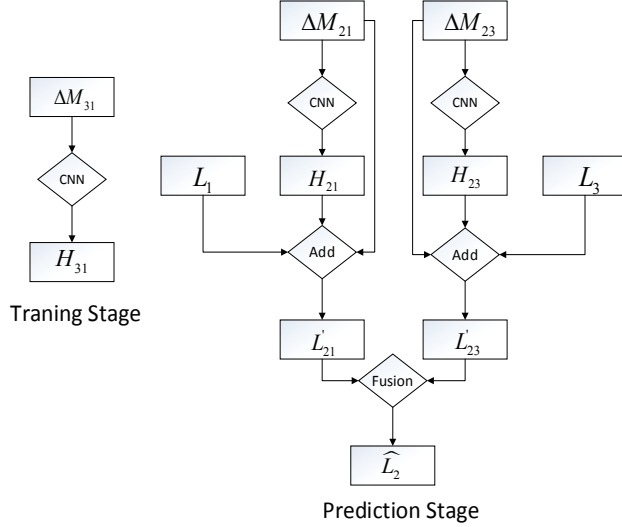 ΔM₂₁ ΔM₂₃
ΔM₃₁
CNN CNN
CNN
L₁ H₂₁ H₂₃ L₃
H₃₁
Add Add
Traning Stage
L'₂₁ L'₂₃
Fusion
L̂₂
Prediction Stage